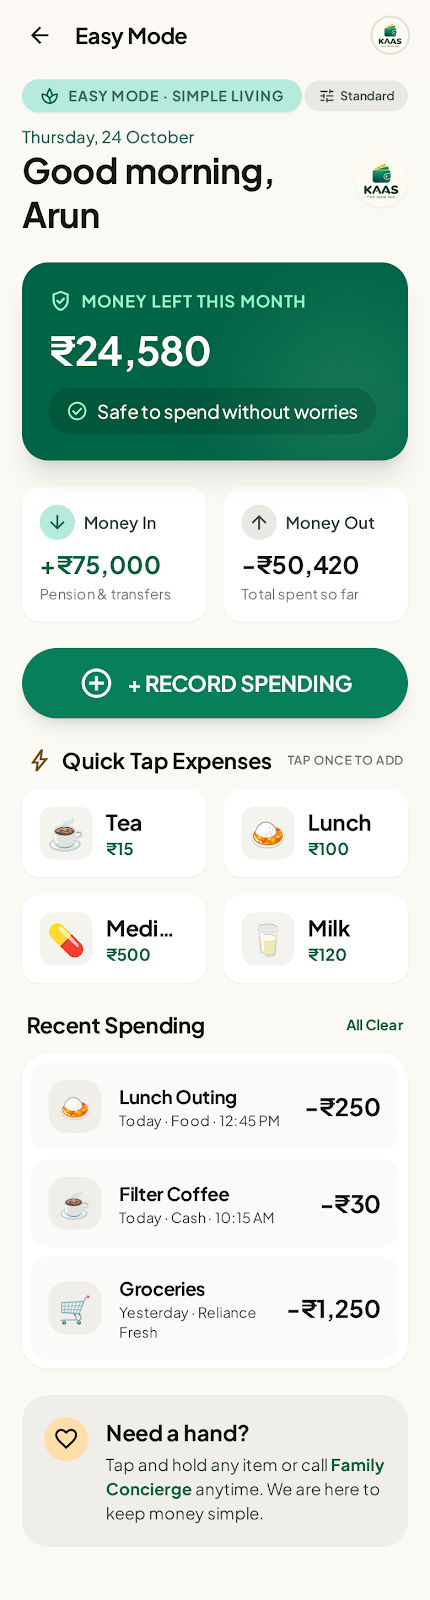 Easy Mode
KAAS
EASY MODE · SIMPLE LIVING
Standard
Thursday, 24 October
Good morning,
Arun
KAAS
MONEY LEFT THIS MONTH
₹24,580
Safe to spend without worries
Money In
+₹75,000
Pension & transfers
Money Out
-₹50,420
Total spent so far
+ RECORD SPENDING
Quick Tap Expenses
TAP ONCE TO ADD
Tea
₹15
Lunch
₹100
Medi...
₹500
Milk
₹120
Recent Spending
All Clear
Lunch Outing
Today · Food · 12:45 PM
-₹250
Filter Coffee
Today · Cash · 10:15 AM
-₹30
Groceries
Yesterday · Reliance
Fresh
-₹1,250
Need a hand?
Tap and hold any item or call Family
Concierge anytime. We are here to
keep money simple.